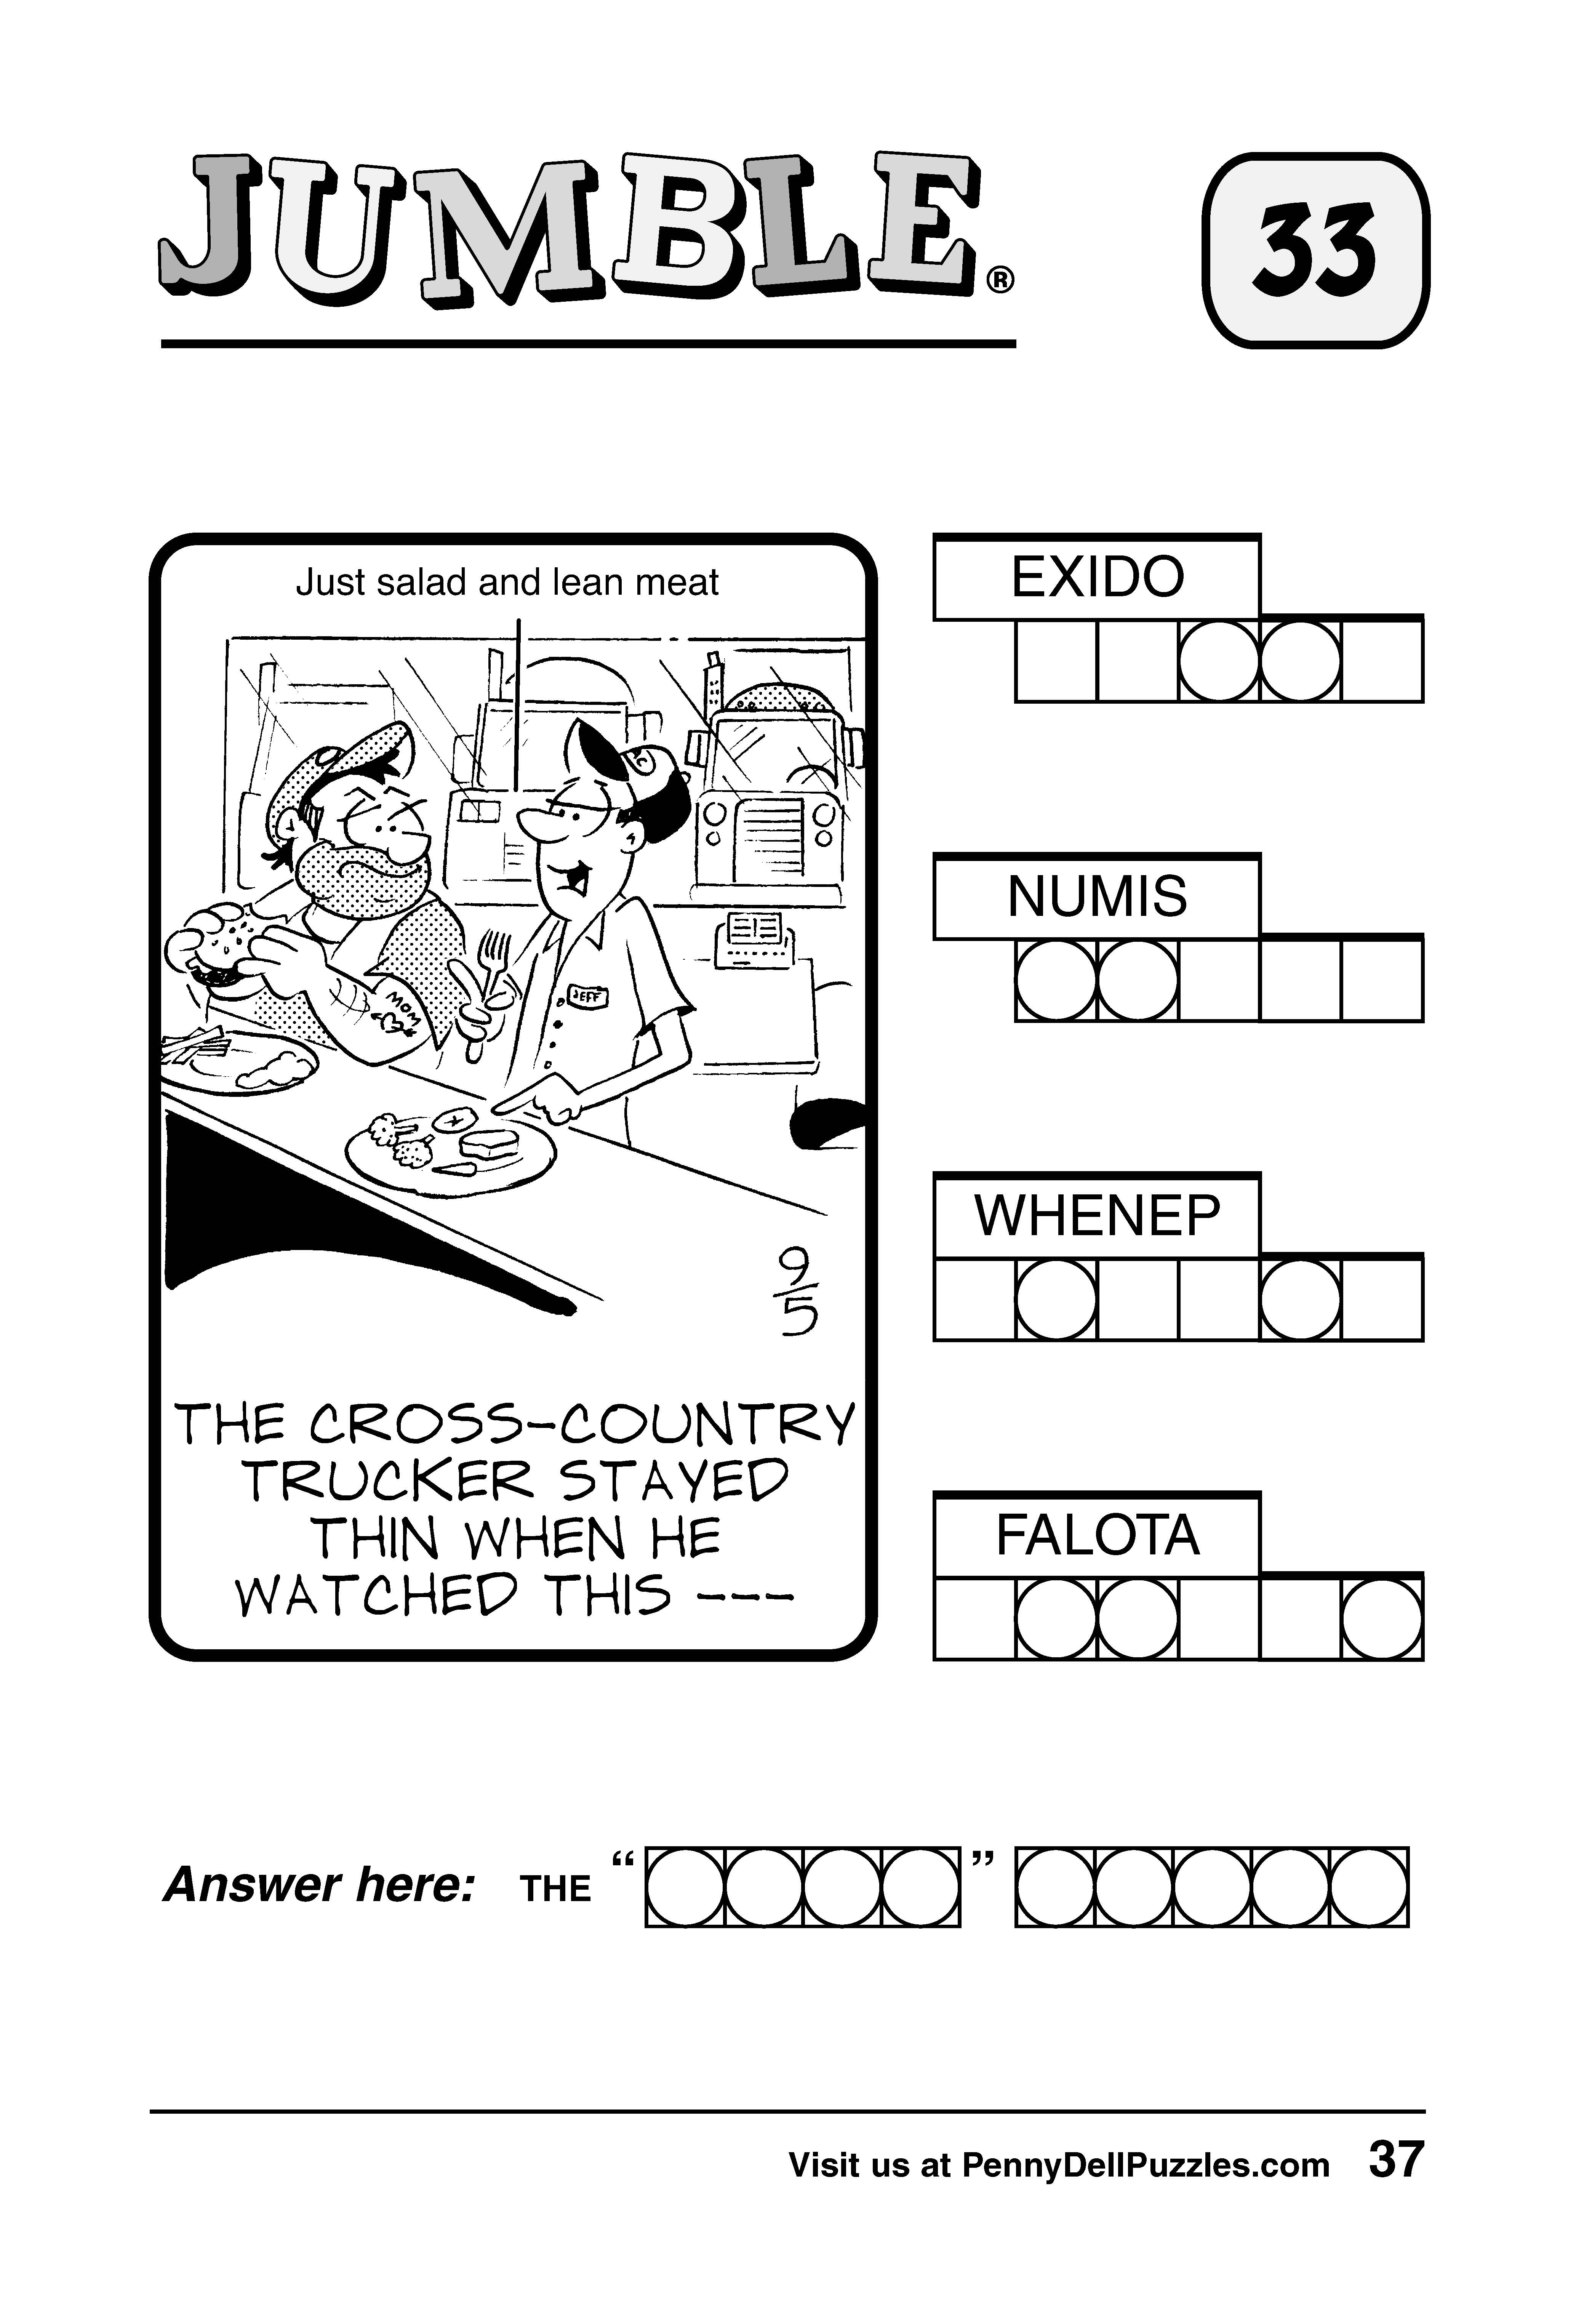 JUMBLE®
33
Just salad and lean meat
MOM
JEFF
9
5
THE CROSS-COUNTRY
TRUCKER STAYED
THIN WHEN HE
WATCHED THIS ---
EXIDO
NUMIS
WHENEP
FALOTA
Answer here: THE “ ”
Visit us at PennyDellPuzzles.com 37